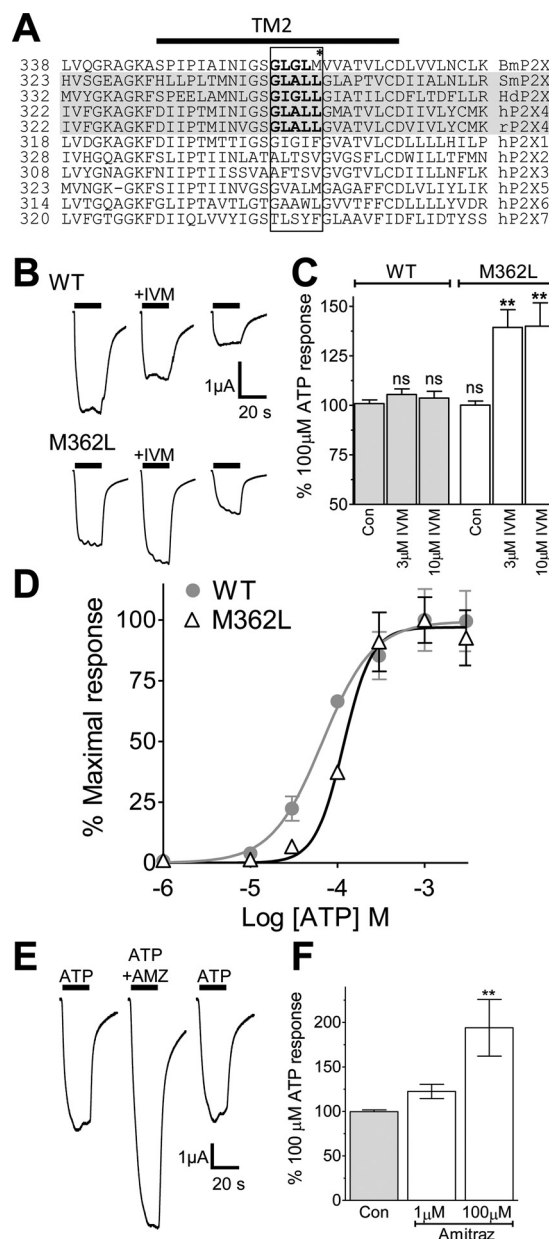 A
TM2
*
338 LVQGRAGKASPIPIAINIGSGLGLMVVATVLCDLVVLNCLK BmP2X
323 HVSGEAGKFHLLPLTMNIGSGLALLGLAPTVCDIIALNLLR SmP2X
332 MVYGKAGRFSPEELAMNLGSGIGLLGIATILCDFLTDFLLR HdP2X
322 IVFGKAGKFDIIPTMINIGSGLALLGMATVLCDIIVLYCMK hP2X4
322 IVFGKAGKFDIIPTMINIGSGLALLGVATVLCDVIVLYCMK rP2X4
318 LVDGKAGKFDIIPTMTTIGSGIGIFGVATVLCDLLLLHILP hP2X1
328 IVHGQAGKFSLIPTIINLATALTSVGVGSFLCDWILLTFMN hP2X2
308 IVYGNAGKFNIIPTIISSVAAFTSVGVGTVLCDIILLNFLK hP2X3
323 MVNGK-GKFSIIPTIINVGSGVALMGAGAFFCDLVLIYLIK hP2X5
314 LVTGQAGKFGLIPTAVTLGTGAAWLGVVTFFCDLLLLYVDR hP2X6
320 LVFGTGGKFDIIQLVVYIGSTLSYFGLAAVFIDFLIDTYSS hP2X7
B
WT
+IVM
1µA
20 s
M362L
+IVM
C
WT
M362L
% 100µM ATP response
150
125
100
75
50
ns
ns
ns
**
**
Con
3µM IVM
10µM IVM
Con
3µM IVM
10µM IVM
D
WT
M362L
% Maximal response
100
75
50
25
0
-6
-5
-4
-3
Log [ATP] M
E
ATP
ATP
+AMZ
ATP
1µA
20 s
F
% 100 µM ATP response
200
150
100
50
0
**
Con
1µM
100µM
Amitraz